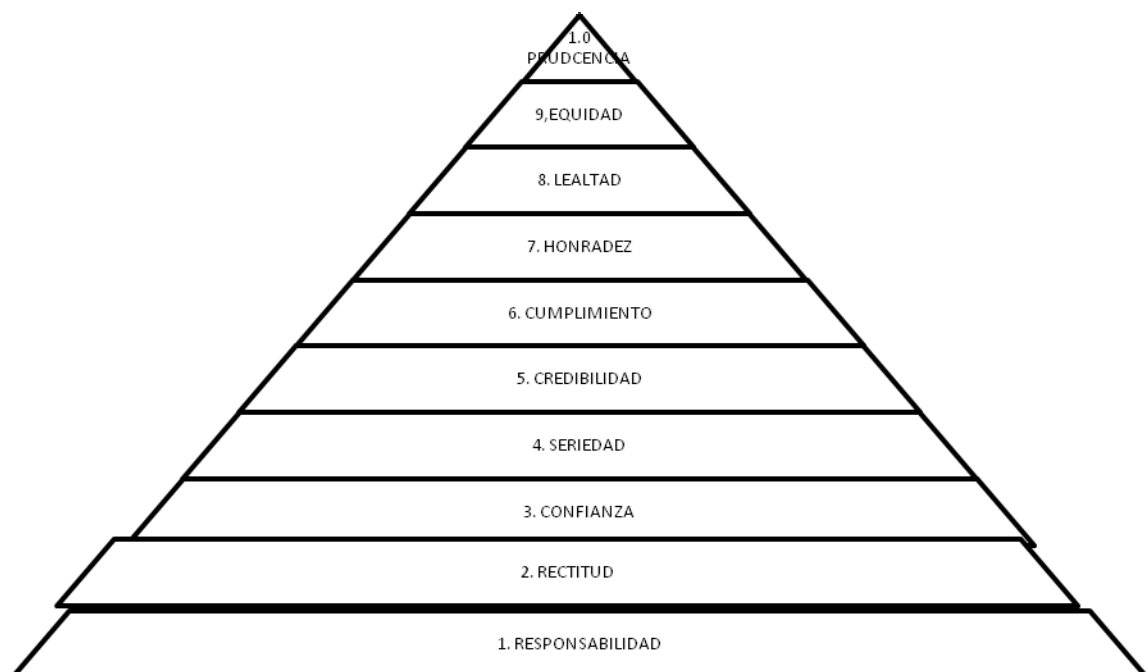 1.0
PRUDCENCIA
9,EQUIDAD
8. LEALTAD
7. HONRADEZ
6. CUMPLIMIENTO
5. CREDIBILIDAD
4. SERIEDAD
3. CONFIANZA
2. RECTITUD
1. RESPONSABILIDAD